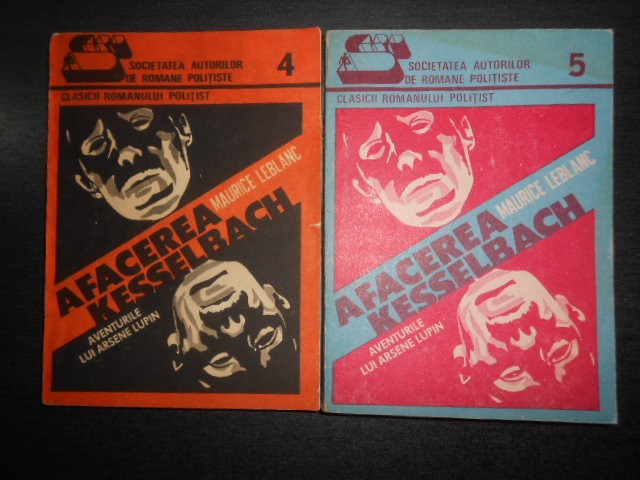 SOCIETATEA AUTORILOR
DE ROMANE POLIȚISTE
4
CLASICII ROMANULUI POLIȚIST
MAURICE LEBLANC
AFACEREA
KESSELBACH
AVENTURILE
LUI ARSENE LUPIN
SOCIETATEA AUTORILOR
DE ROMANE POLIȚISTE
5
CLASICII ROMANULUI POLIȚIST
MAURICE LEBLANC
AFACEREA
KESSELBACH
AVENTURILE
LUI ARSENE LUPIN